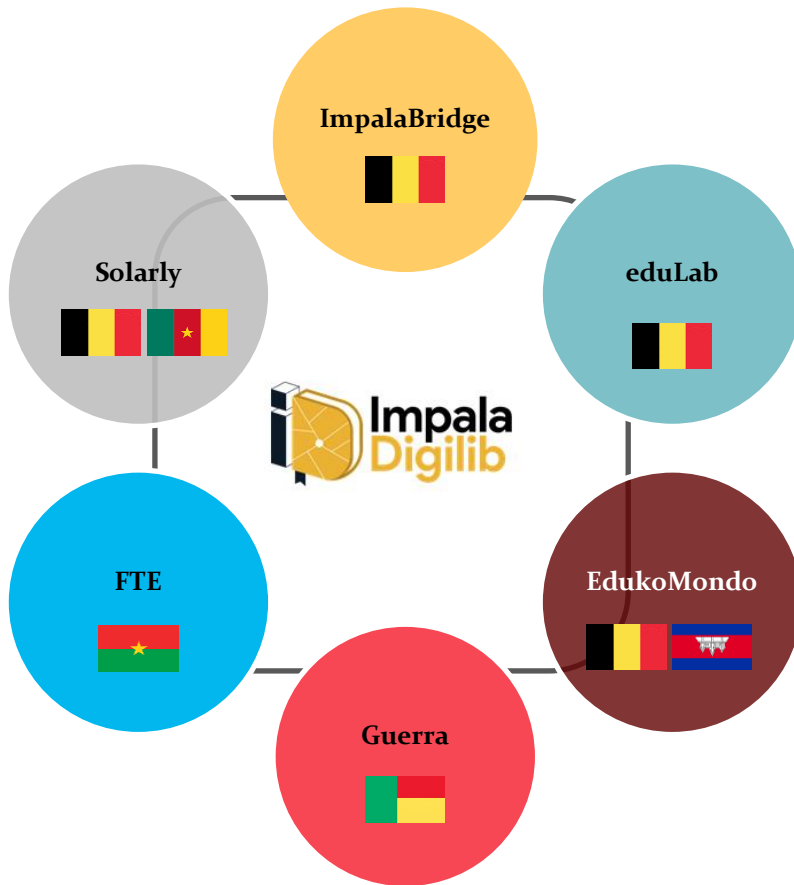 ImpalaBridge
Solarly
eduLab
Impala
Digilib
FTE
EdukoMondo
Guerra